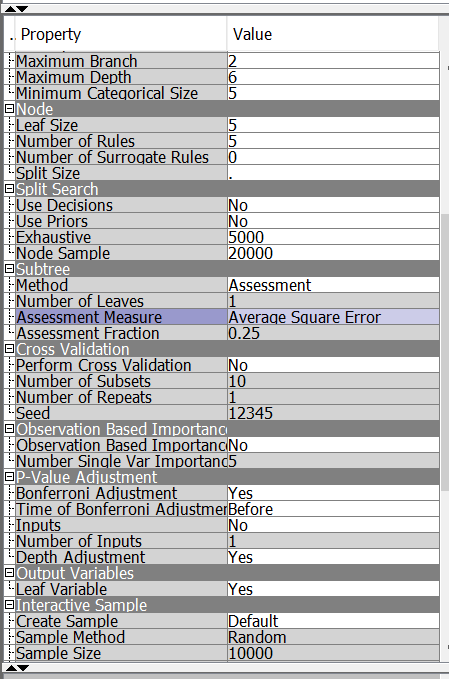 . Property Value
Maximum Branch 2
Maximum Depth 6
Minimum Categorical Size 5
Node
Leaf Size 5
Number of Rules 5
Number of Surrogate Rules 0
Split Size .
Split Search
Use Decisions No
Use Priors No
Exhaustive 5000
Node Sample 20000
Subtree
Method Assessment
Number of Leaves 1
Assessment Measure Average Square Error
Assessment Fraction 0.25
Cross Validation
Perform Cross Validation No
Number of Subsets 10
Number of Repeats 1
Seed 12345
Observation Based Importanc
Observation Based Importanc No
Number Single Var Importanc 5
P-Value Adjustment
Bonferroni Adjustment Yes
Time of Bonferroni Adjustmer Before
Inputs No
Number of Inputs 1
Depth Adjustment Yes
Output Variables
Leaf Variable Yes
Interactive Sample
Create Sample Default
Sample Method Random
Sample Size 10000